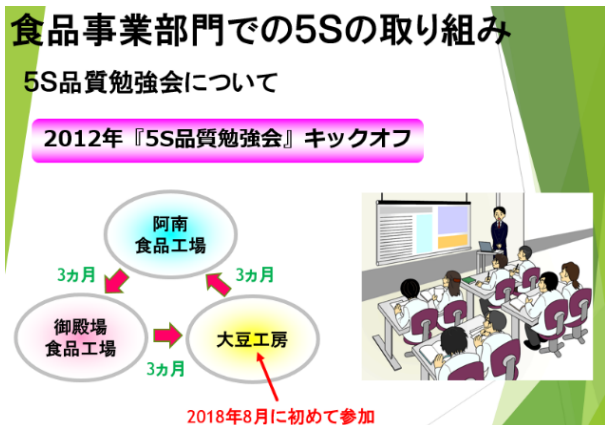 食品事業部門での5Sの取り組み
5S品質勉強会について
2012年『5S品質勉強会』キックオフ
阿南
食品工場
3ヵ月
3ヵ月
御殿場
食品工場
大豆工房
3ヵ月
2018年8月に初めて参加